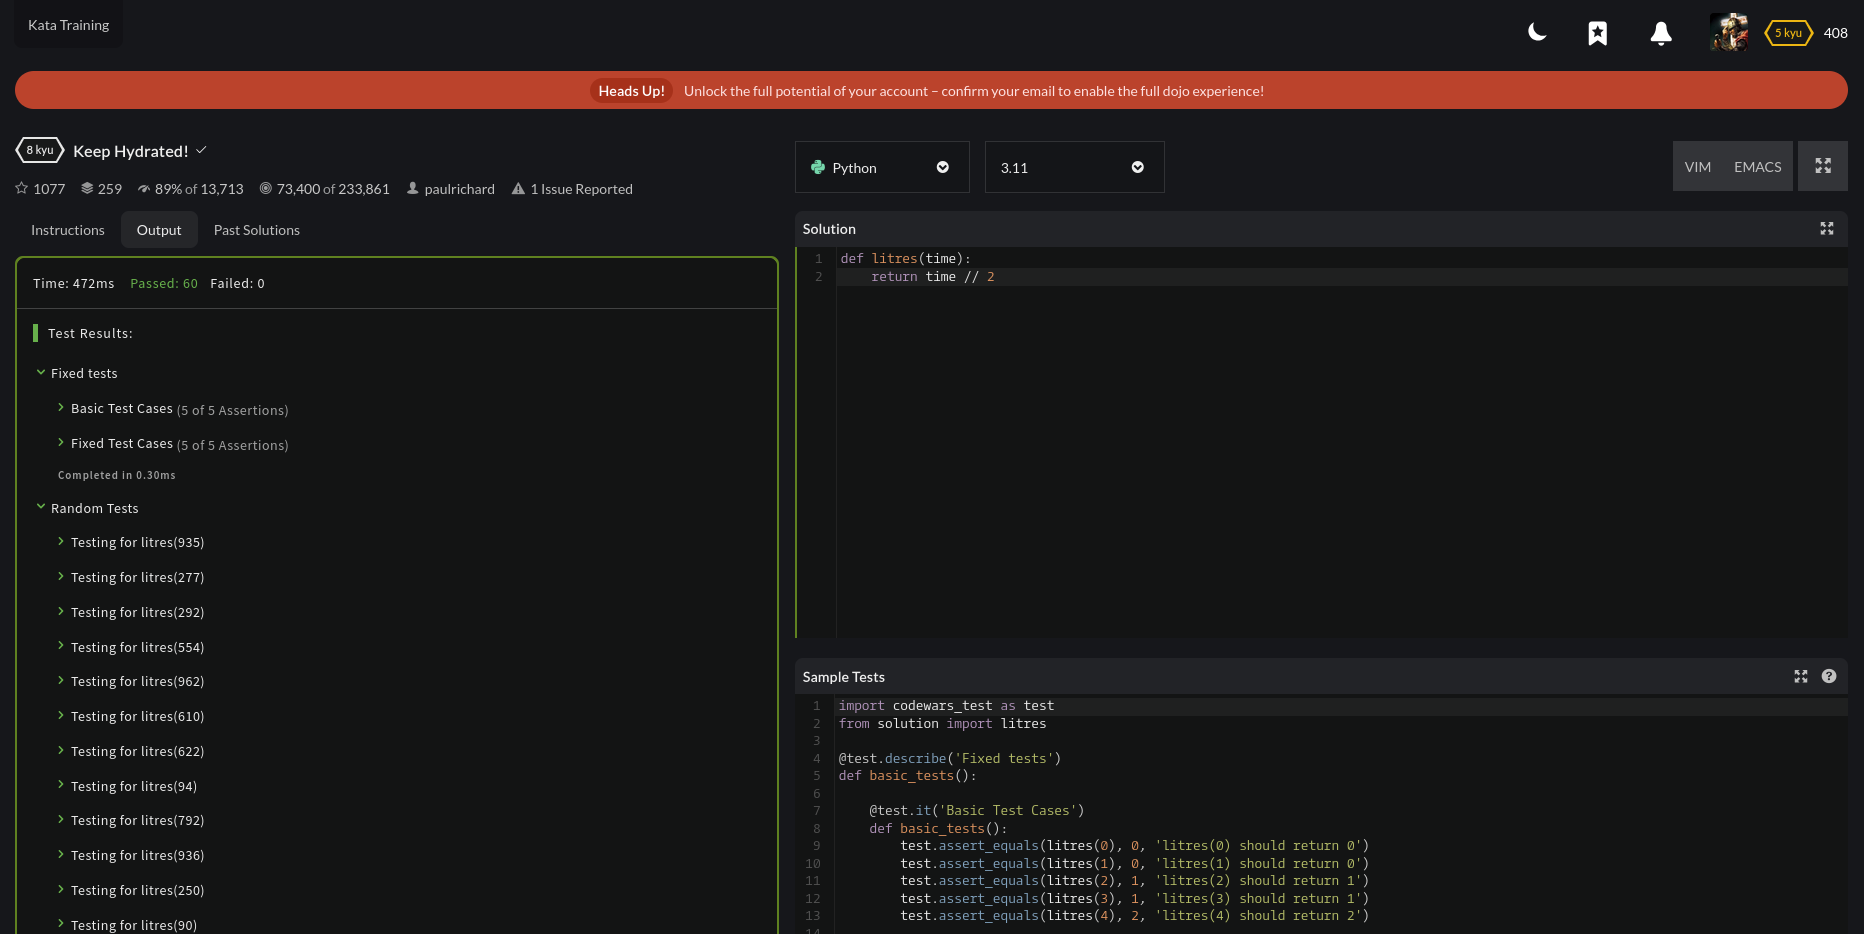 Kata Training
5 kyu 408
Heads Up! Unlock the full potential of your account – confirm your email to enable the full dojo experience!
8 kyu Keep Hydrated!
1077 259 89% of 13,713 73,400 of 233,861 paulrichard 1 Issue Reported
Instructions Output Past Solutions
Time: 472ms Passed: 60 Failed: 0
Test Results:
Fixed tests
Basic Test Cases (5 of 5 Assertions)
Fixed Test Cases (5 of 5 Assertions)
Completed in 0.30ms
Random Tests
Testing for litres(935)
Testing for litres(277)
Testing for litres(292)
Testing for litres(554)
Testing for litres(962)
Testing for litres(610)
Testing for litres(622)
Testing for litres(94)
Testing for litres(792)
Testing for litres(936)
Testing for litres(250)
Testing for litres(90)
Python 3.11 VIM EMACS
Solution
1 def litres(time):
2     return time // 2
Sample Tests
1 import codewars_test as test
2 from solution import litres
3
4 @test.describe('Fixed tests')
5 def basic_tests():
6
7     @test.it('Basic Test Cases')
8     def basic_tests():
9         test.assert_equals(litres(0), 0, 'litres(0) should return 0')
10         test.assert_equals(litres(1), 0, 'litres(1) should return 0')
11         test.assert_equals(litres(2), 1, 'litres(2) should return 1')
12         test.assert_equals(litres(3), 1, 'litres(3) should return 1')
13         test.assert_equals(litres(4), 2, 'litres(4) should return 2')
14